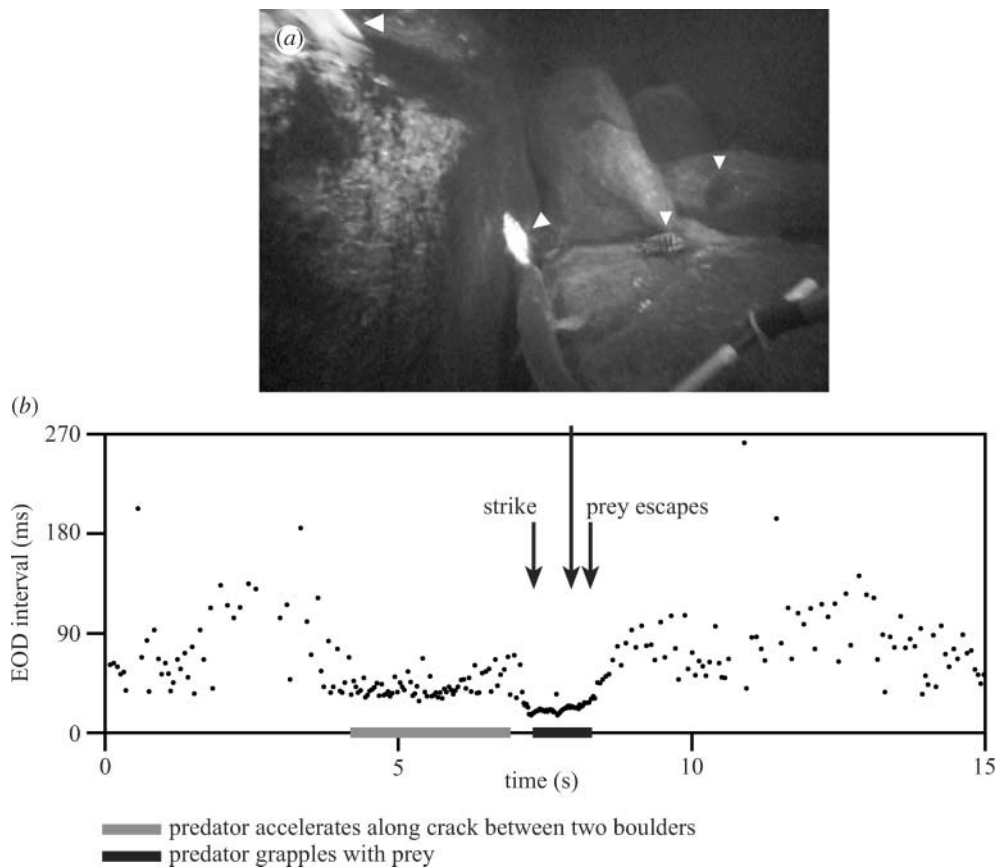 (a)
(b)
270
180
90
0
EOD interval (ms)
strike
prey escapes
0
5
10
15
time (s)
predator accelerates along crack between two boulders
predator grapples with prey